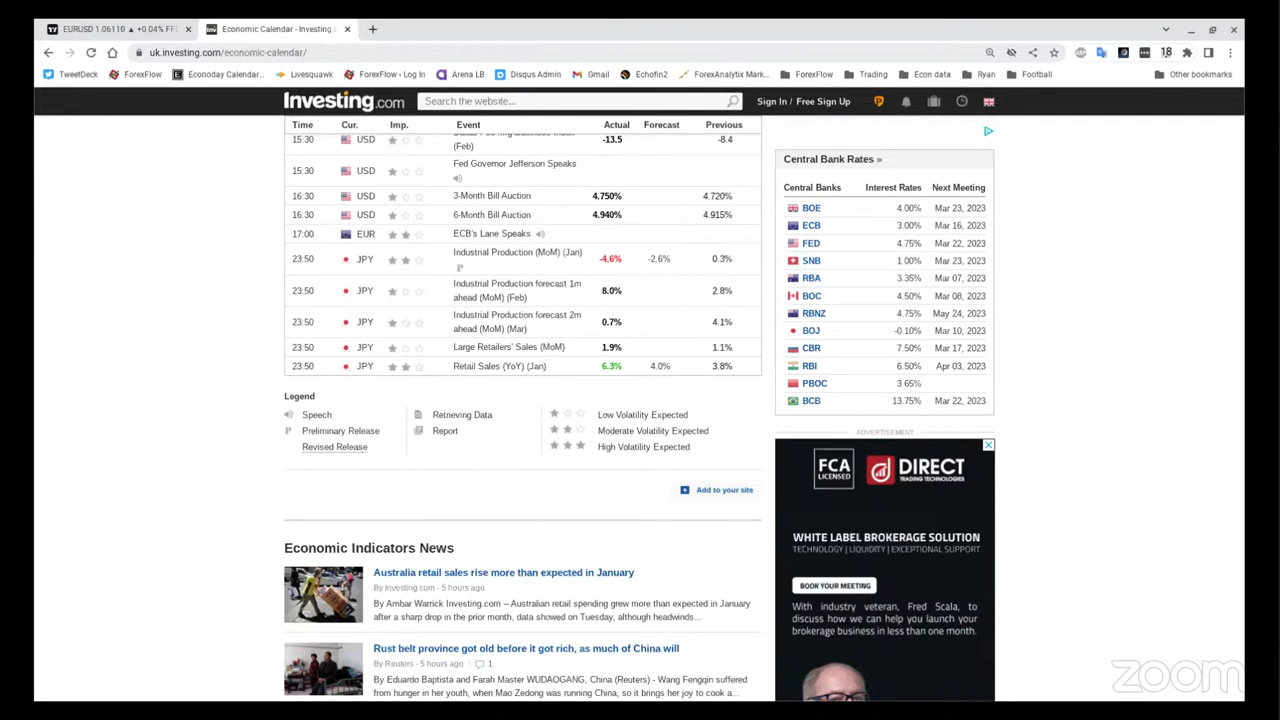 EURUSD 1.06110 ▲ +0.04% FFI
Economic Calendar - Investing.c
uk.investing.com/economic-calendar/
18
TweetDeck
ForexFlow
Econoday Calendar...
Livesquawk
ForexFlow ‹ Log In
Arena LB
Disqus Admin
Gmail
Echofin2
ForexAnalytix Mark...
ForexFlow
Trading
Econ data
Ryan
Football
Other bookmarks
Investing.com
Search the website...
Sign In / Free Sign Up
Time Cur. Imp. Event Actual Forecast Previous
15:30 USD (Feb) -13.5 -8.4
15:30 USD Fed Governor Jefferson Speaks
16:30 USD 3-Month Bill Auction 4.750% 4.720%
16:30 USD 6-Month Bill Auction 4.940% 4.915%
17:00 EUR ECB's Lane Speaks
23:50 JPY Industrial Production (MoM) (Jan) -4.6% -2.6% 0.3%
P
23:50 JPY Industrial Production forecast 1m
ahead (MoM) (Feb) 8.0% 2.8%
23:50 JPY Industrial Production forecast 2m
ahead (MoM) (Mar) 0.7% 4.1%
23:50 JPY Large Retailers' Sales (MoM) 1.9% 1.1%
23:50 JPY Retail Sales (YoY) (Jan) 6.3% 4.0% 3.8%
Legend
Speech Retrieving Data Low Volatility Expected
P Preliminary Release Report Moderate Volatility Expected
Revised Release High Volatility Expected
Add to your site
Economic Indicators News
Australia retail sales rise more than expected in January
By Investing.com - 5 hours ago
By Ambar Warrick Investing.com – Australian retail spending grew more than expected in January
after a sharp drop in the prior month, data showed on Tuesday, although headwinds...
Rust belt province got old before it got rich, as much of China will
By Reuters - 5 hours ago 1
By Eduardo Baptista and Farah Master WUDAOGANG, China (Reuters) - Wang Fengqin suffered
from hunger in her youth, when Mao Zedong was running China, so it brings her joy to cook a...
Central Bank Rates »
Central Banks Interest Rates Next Meeting
BOE 4.00% Mar 23, 2023
ECB 3.00% Mar 16, 2023
FED 4.75% Mar 22, 2023
SNB 1.00% Mar 23, 2023
RBA 3.35% Mar 07, 2023
BOC 4.50% Mar 08, 2023
RBNZ 4.75% May 24, 2023
BOJ -0.10% Mar 10, 2023
CBR 7.50% Mar 17, 2023
RBI 6.50% Apr 03, 2023
PBOC 3.65%
BCB 13.75% Mar 22, 2023
ADVERTISEMENT
FCA
LICENSED
DIRECT
TRADING TECHNOLOGIES
WHITE LABEL BROKERAGE SOLUTION
TECHNOLOGY | LIQUIDITY | EXCEPTIONAL SUPPORT
BOOK YOUR MEETING
With industry veteran, Fred Scala, to
discuss how we can help you launch your
brokerage business in less than one month.
zoom